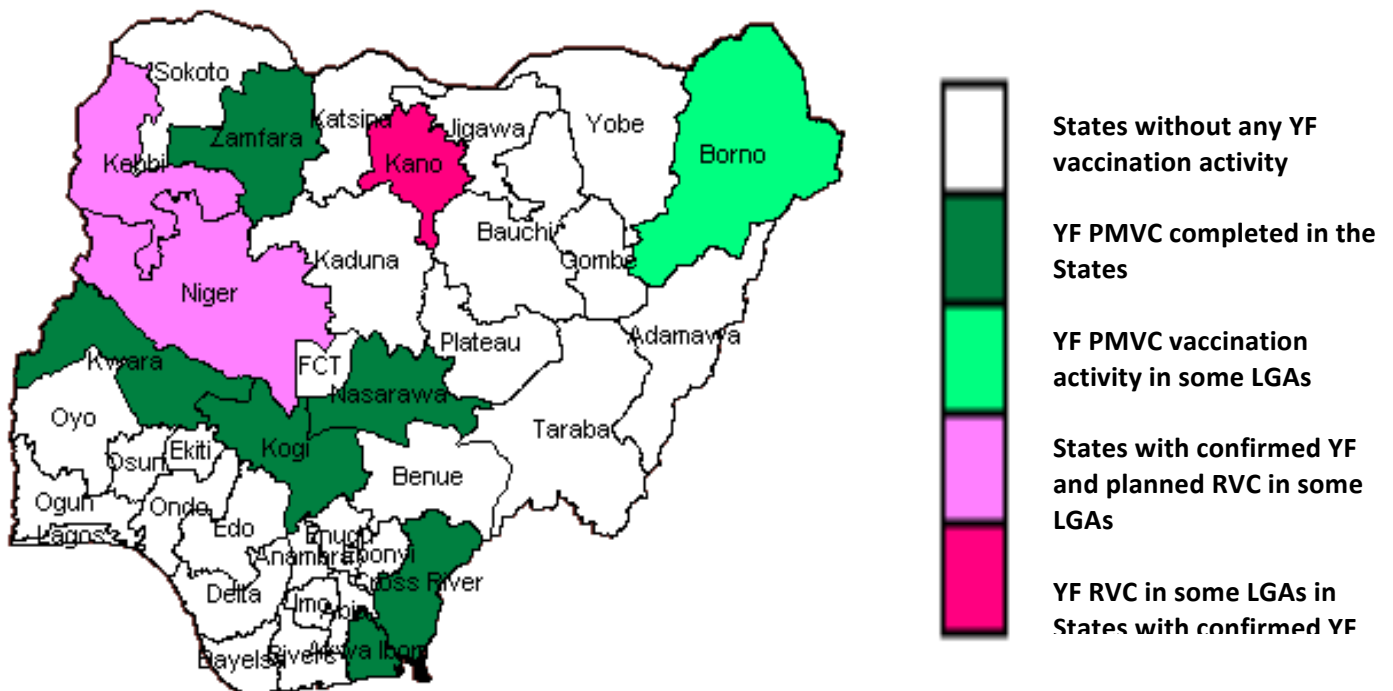 Sokoto
Katsina
Jigawa
Yobe
Borno
Zamfara
Kano
Kebbi
Bauchi
Gombe
Kaduna
Niger
Adamawa
Plateau
FCT
Kwara
Nasarawa
Oyo
Taraba
Kogi
Ekiti
Osun
Benue
Ogun
Ondo
Edo
Lagos
Enugu
Anambra
Ebonyi
Cross River
Delta
Imo
Abia
Akwa Ibom
Rivers
Bayelsa
States without any YF
vaccination activity
YF PMVC completed in the
States
YF PMVC vaccination
activity in some LGAs
States with confirmed YF
and planned RVC in some
LGAs
YF RVC in some LGAs in
States with confirmed YF